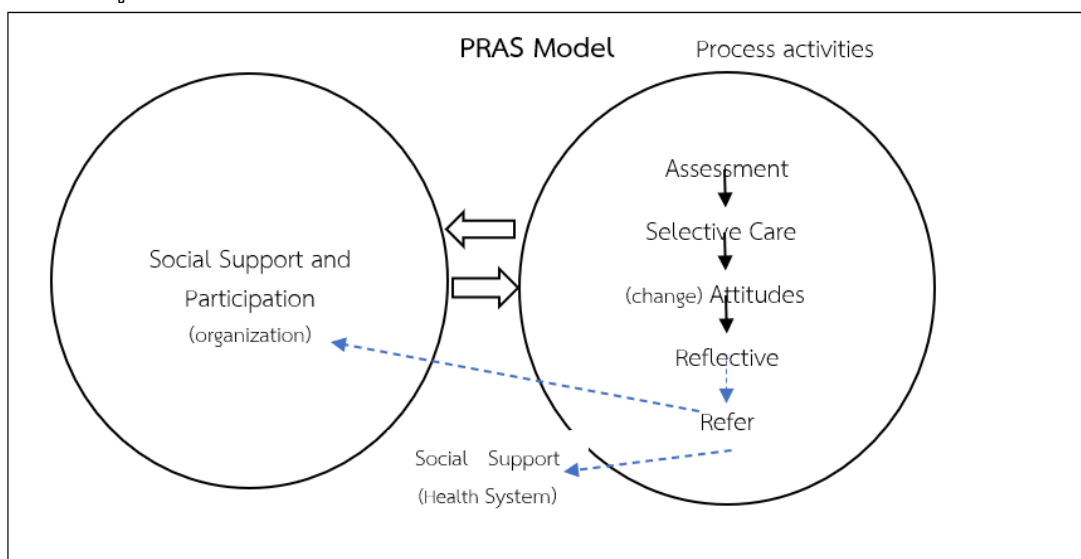 PRAS Model
Process activities
Social Support and
Participation
(organization)
Assessment
Selective Care
(change) Attitudes
Reflective
Refer
Social Support
(Health System)